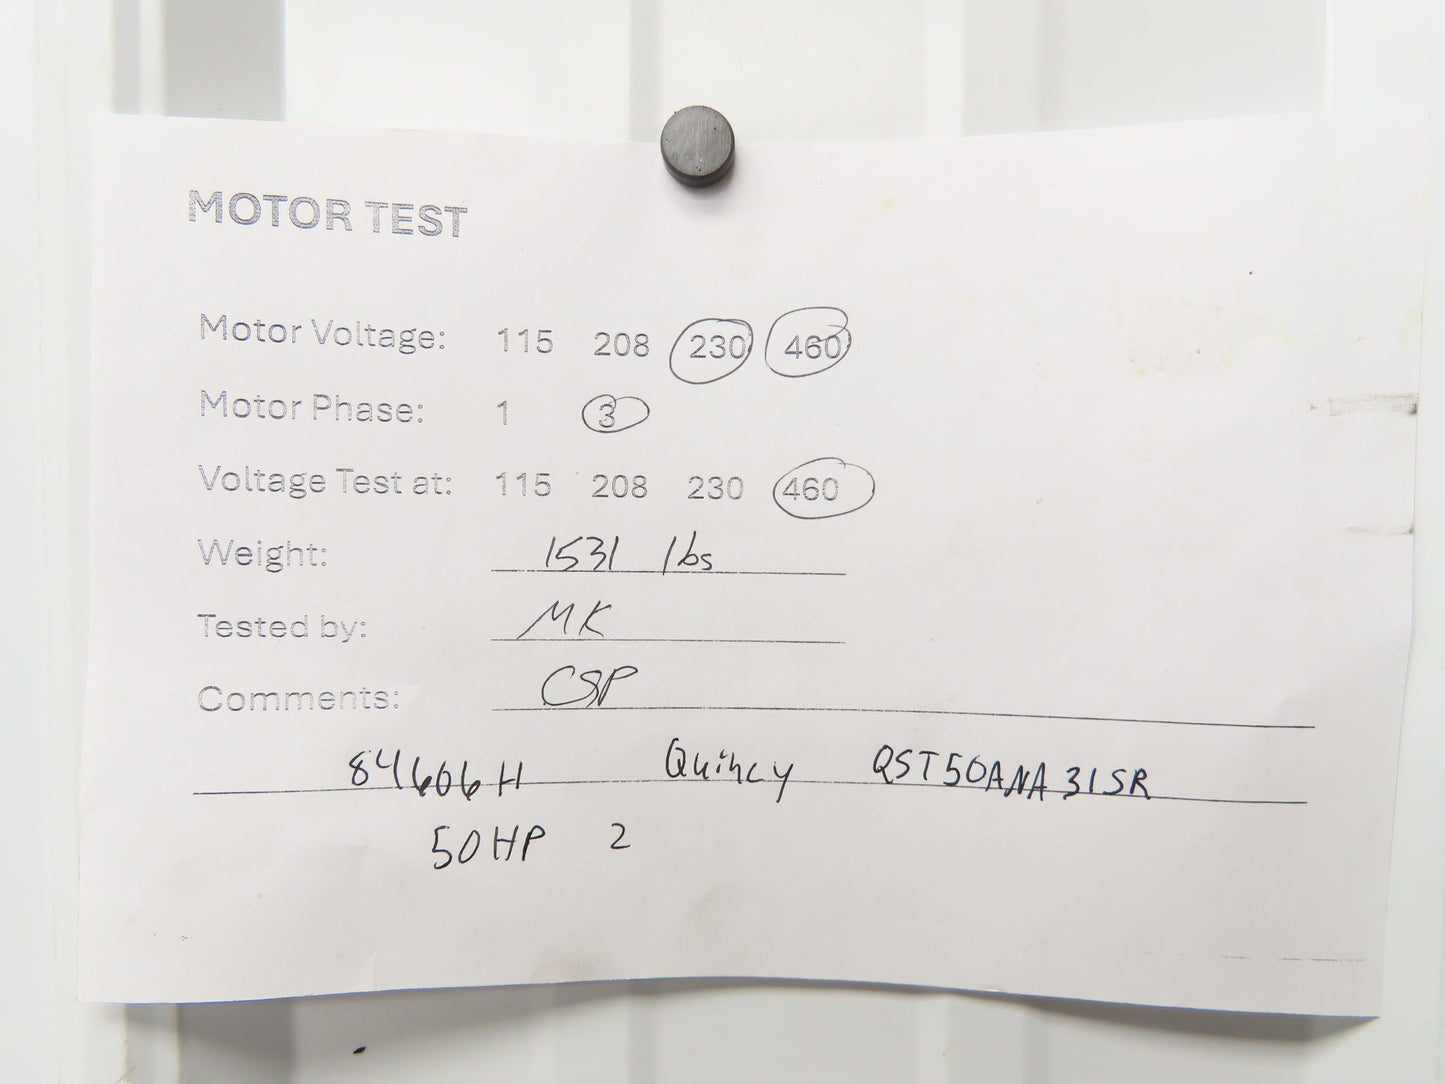 MOTOR TEST
Motor Voltage: 115 208 230 460
Motor Phase: 1 3
Voltage Test at: 115 208 230 460
Weight: 1531 lbs
Tested by: MK
Comments: CSP
84606H Quincy QST50ANA31SR
50HP 2